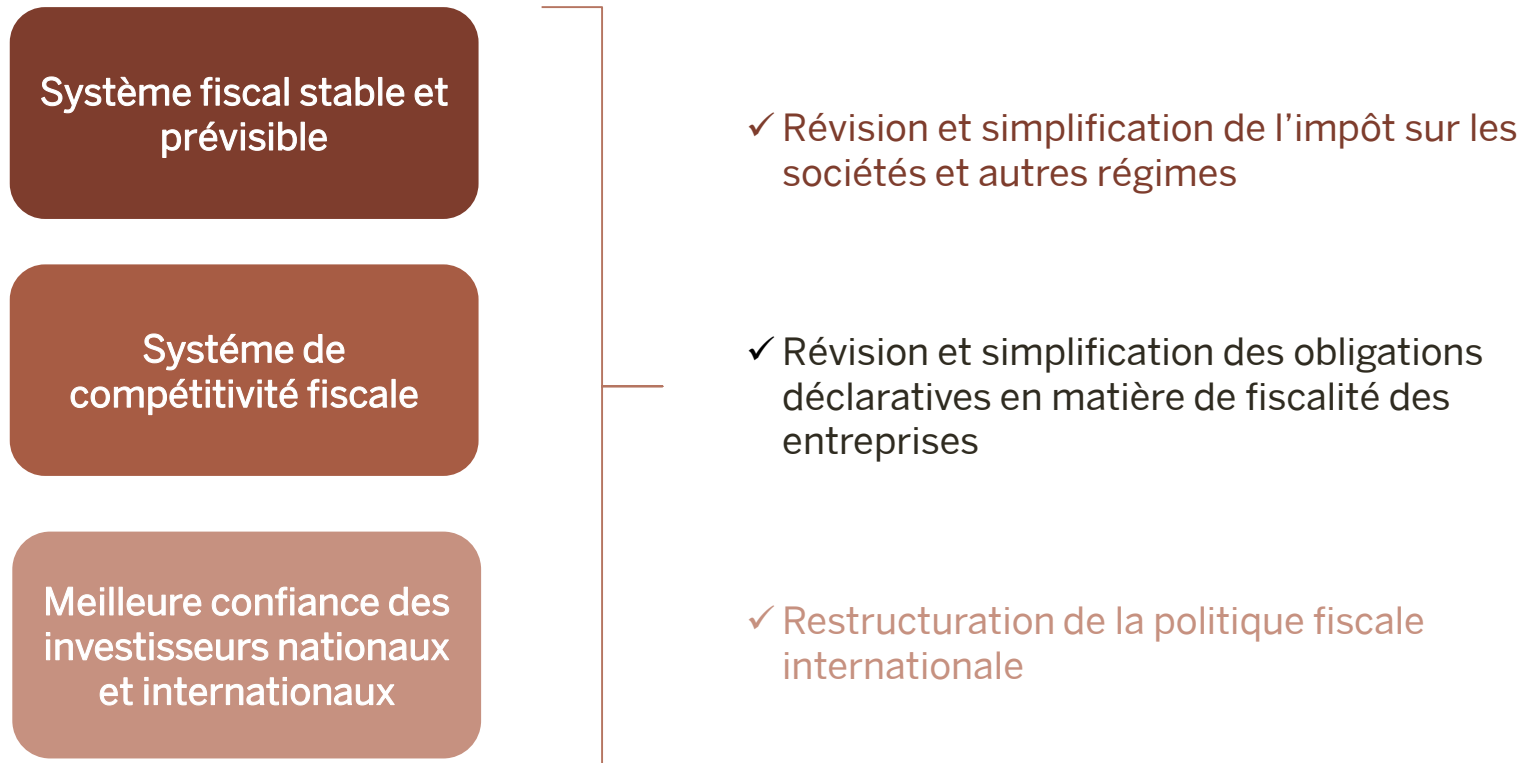 Système fiscal stable et
prévisible
Systéme de
compétitivité fiscale
Meilleure confiance des
investisseurs nationaux
et internationaux
✓ Révision et simplification de l’impôt sur les
sociétés et autres régimes
✓ Révision et simplification des obligations
déclaratives en matière de fiscalité des
entreprises
✓ Restructuration de la politique fiscale
internationale